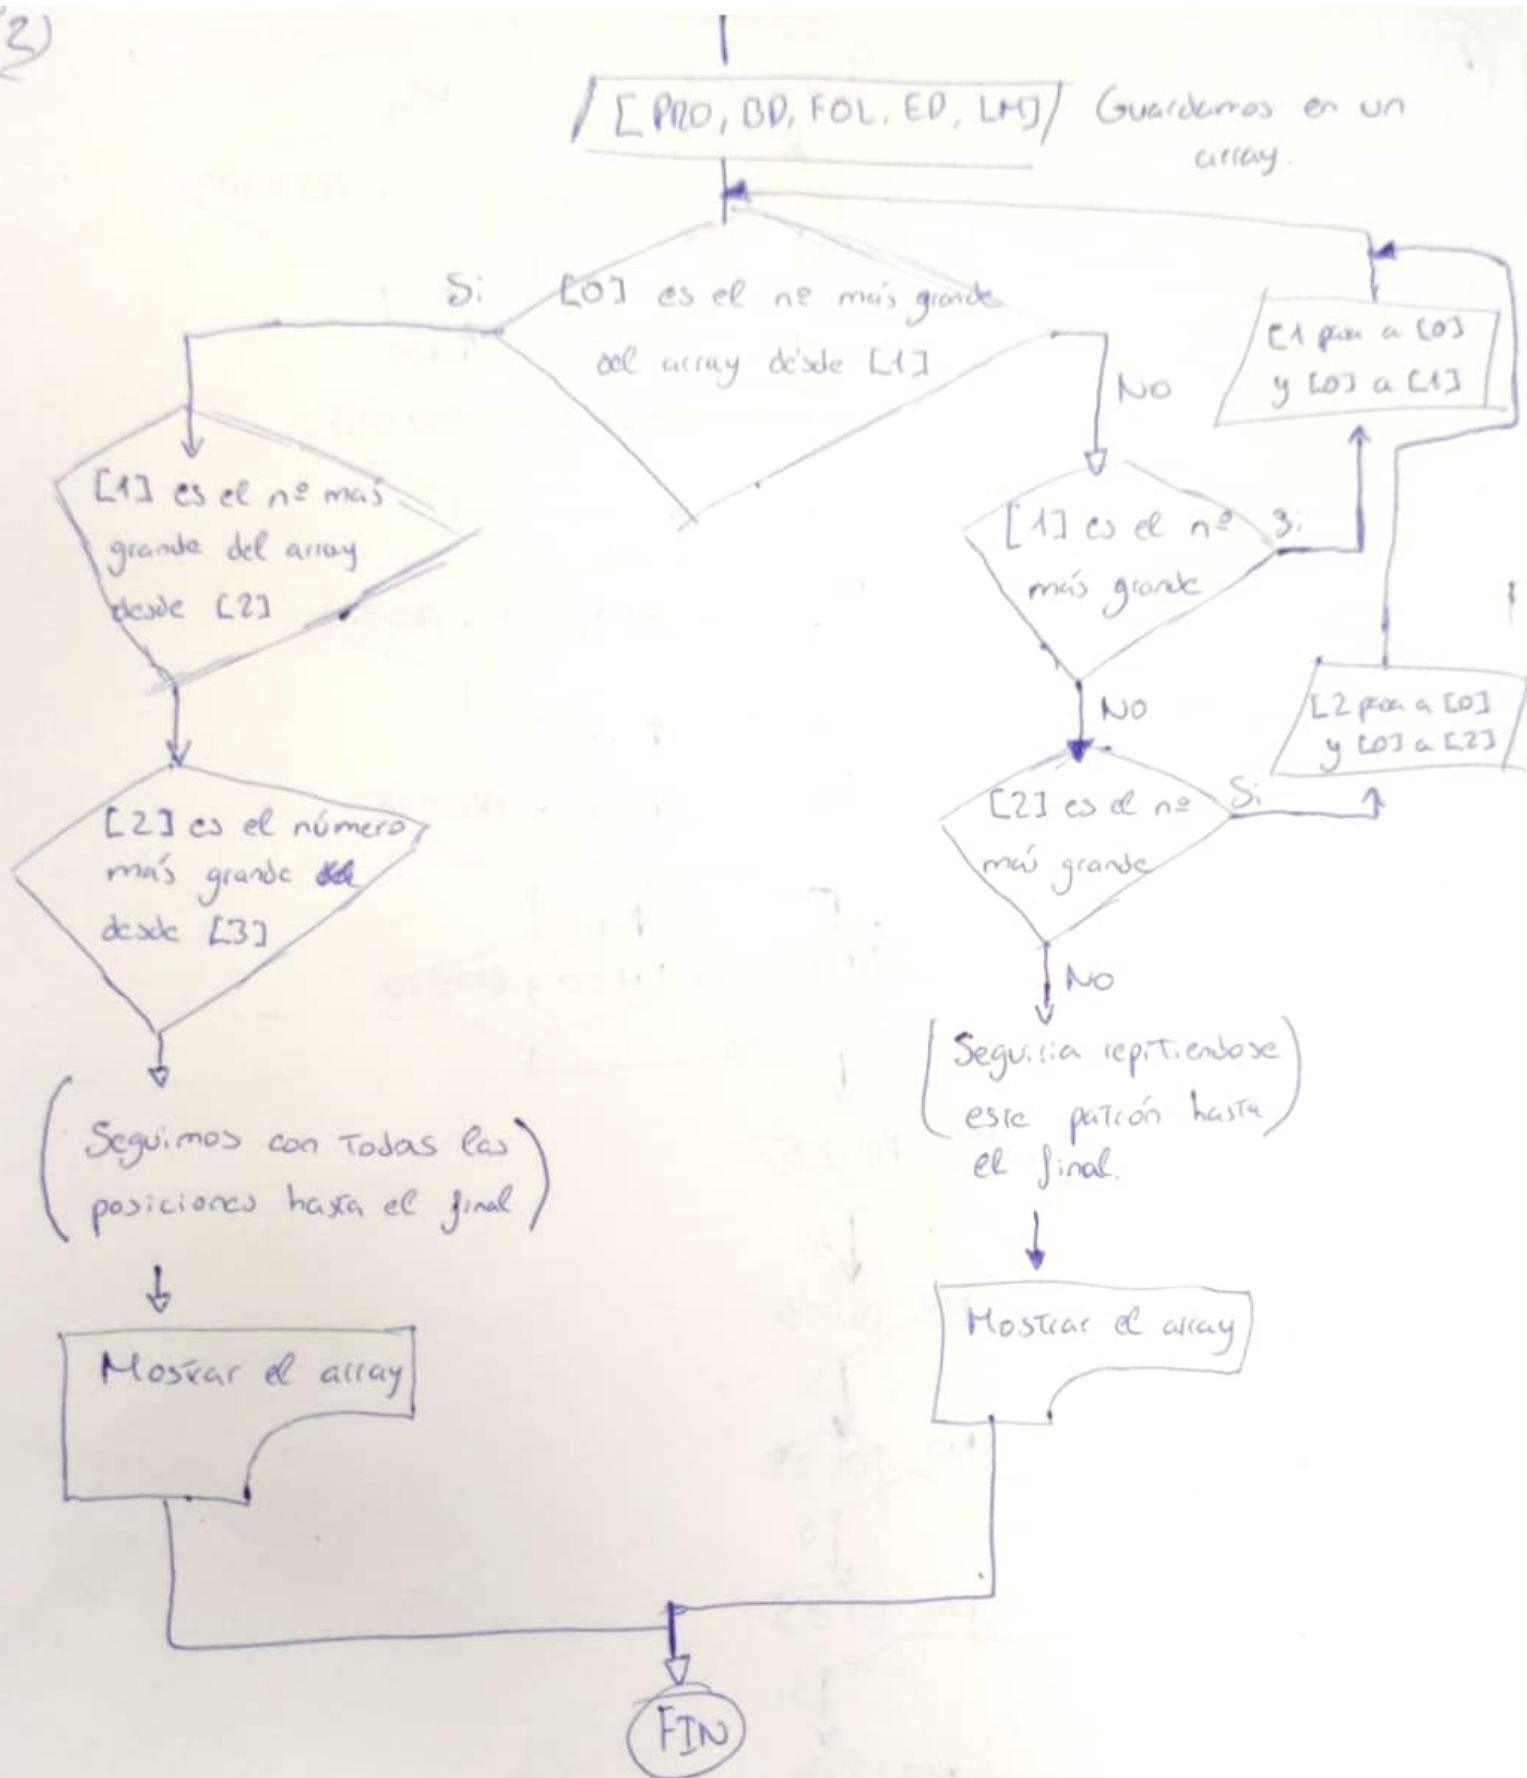 2)
[PRO, BD, FOL, ED, LM]
Guardamos en un
array.
Si
[0] es el nº más grande
del array desde [1]
NO
[1 pasa a [0]
y [0] a [1]
[1] es el nº más
grande del array
desde [2]
[1] es el nº
más grande
Si
NO
[2 pasa a [0]
y [0] a [2]
[2] es el número
más grande
desde [3]
[2] es el nº
más grande
Si
NO
(Seguiria repitiendose
este patrón hasta)
el final.
(Seguimos con todas las
posiciones hasta el final)
Mostrar el array
Mostrar el array
FIN